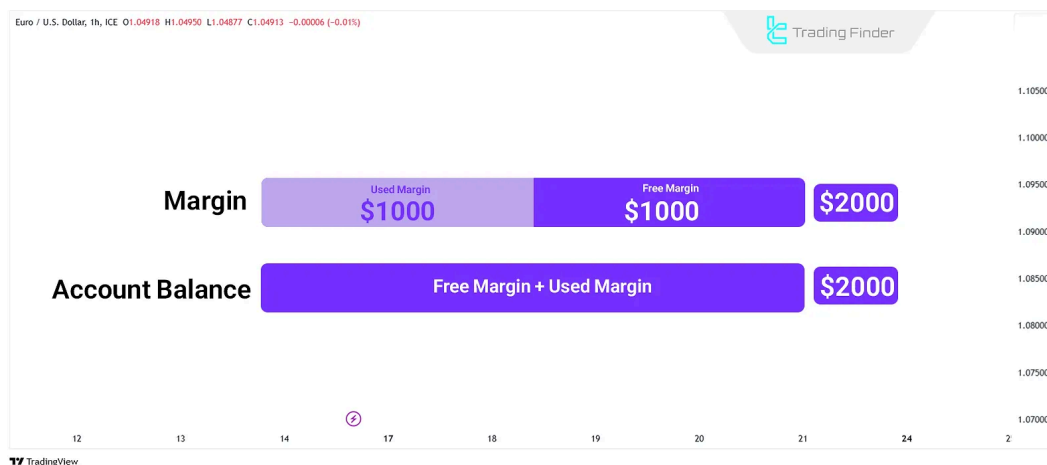 Euro / U.S. Dollar, 1h, ICE O1.04918 H1.04950 L1.04877 C1.04913 −0.00006 (−0.01%)
Trading Finder
1.10500
1.10000
Used Margin
Free Margin
1.09500
Margin
$1000
$1000
$2000
1.09000
Account Balance
Free Margin + Used Margin
$2000
1.08500
1.08000
1.07500
1.07000
12 13 14 17 18 19 20 21 24
TradingView